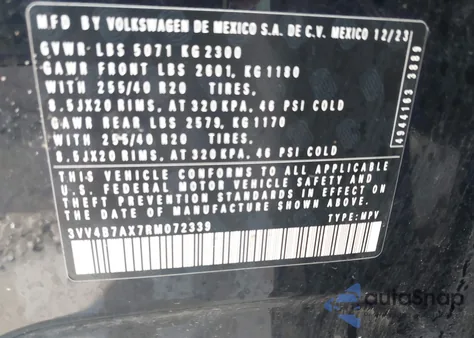 MFD BY VOLKSWAGEN DE MEXICO S.A. DE C.V. MEXICO 12/23
GVWR LBS 5071 KG 2300
GAWR FRONT LBS 2601, KG 1180
WITH 255/40 R20 TIRES.
8.5JX20 RIMS, AT 320 KPA, 46 PSI COLD
GAWR REAR LBS 2579, KG 1170
WITH 255/40 R20 TIRES.
8.5JX20 RIMS, AT 320 KPA, 46 PSI COLD
THIS VEHICLE CONFORMS TO ALL APPLICABLE
U.S. FEDERAL MOTOR VEHICLE SAFETY AND
THEFT PREVENTION STANDARDS IN EFFECT ON THE
DATE OF MANUFACTURE SHOWN ABOVE.
3VV4B7AX7RM072339 TYPE: MPV
4944163 3889
autoSnap